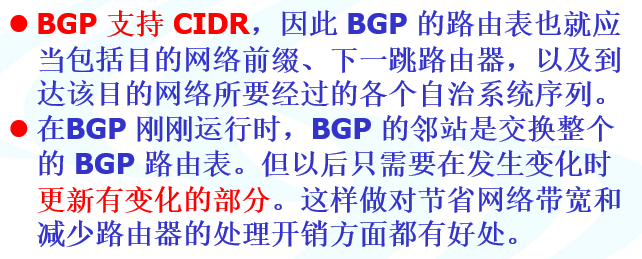 ● BGP 支持 CIDR，因此 BGP 的路由表也就应
当包括目的网络前缀、下一跳路由器，以及到
达该目的网络所要经过的各个自治系统序列。
● 在BGP 刚刚运行时，BGP 的邻站是交换整个
的 BGP 路由表。但以后只需要在发生变化时
更新有变化的部分。这样做对节省网络带宽和
减少路由器的处理开销方面都有好处。